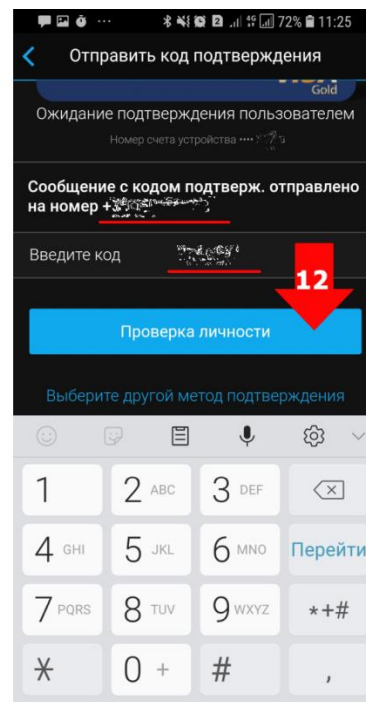 72% 11:25
Отправить код подтверждения
Gold
Ожидание подтверждения пользователем
Номер счета устройства ••••
Сообщение с кодом подтверж. отправлено
на номер +
Введите код
12
Проверка личности
Выберите другой метод подтверждения
1
2 ABC
3 DEF
4 GHI
5 JKL
6 MNO
Перейти
7 PQRS
8 TUV
9 WXYZ
*+#
*
0 +
#
,